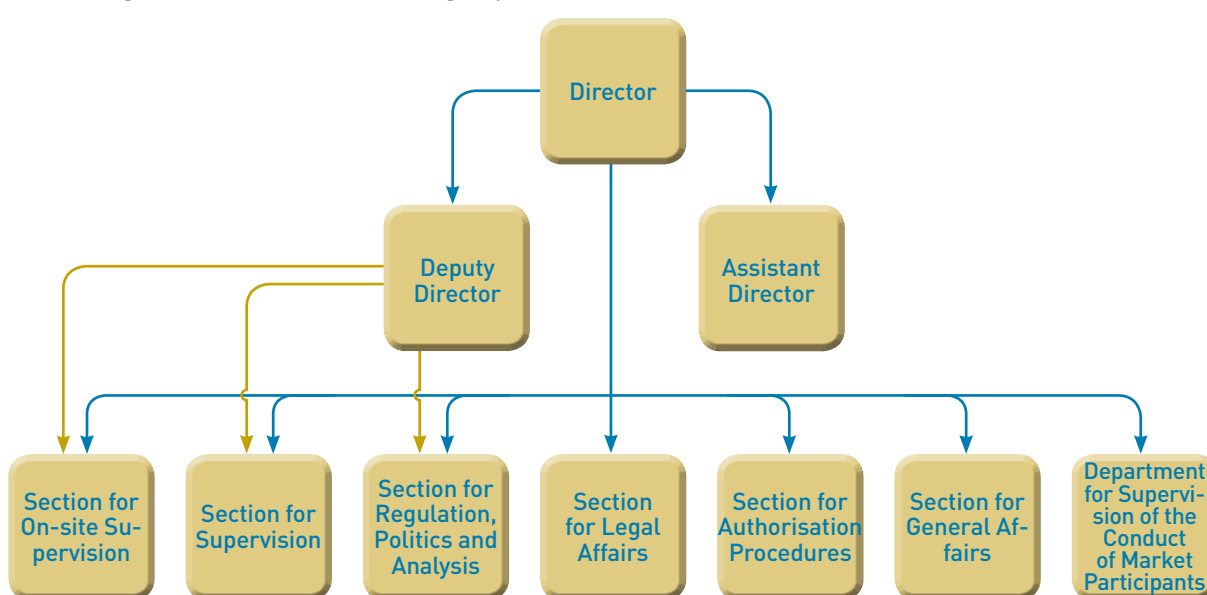 Director
Deputy
Director
Assistant
Director
Section for
On-site Su-
pervision
Section for
Supervision
Section for
Regulation,
Politics and
Analysis
Section
for Legal
Affairs
Section for
Authorisation
Procedures
Section for
General Af-
fairs
Department
for Supervi-
sion of the
Conduct
of Market
Participants